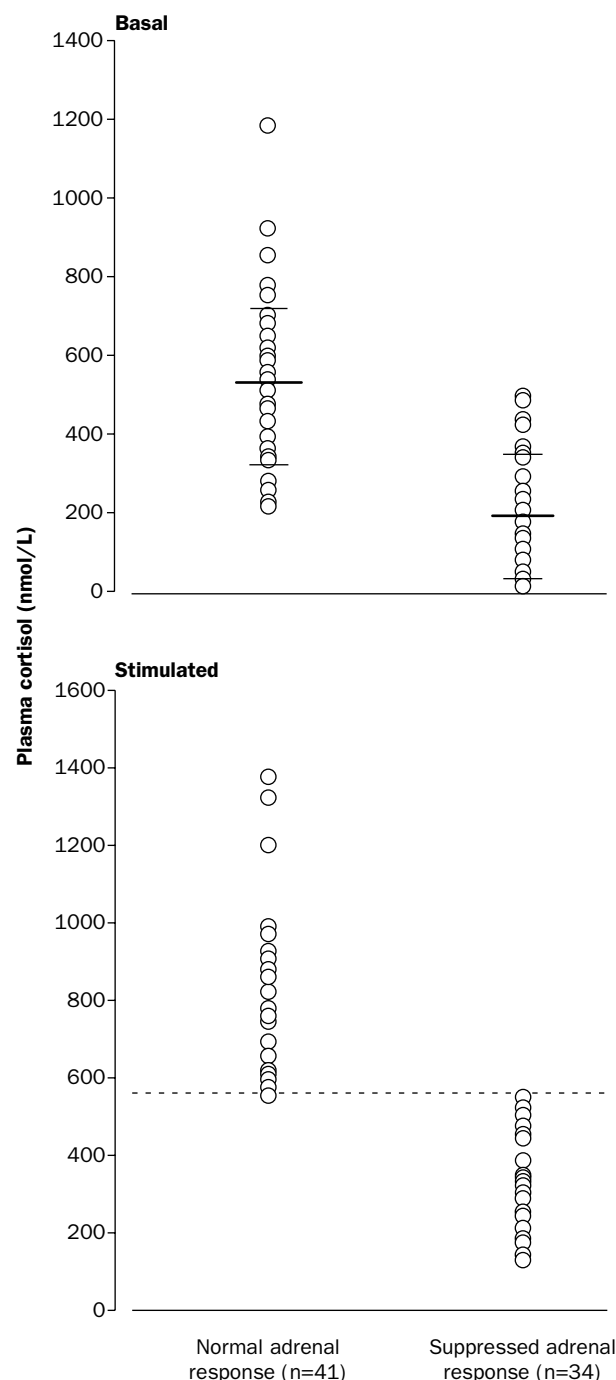 Basal
1400
1200
1000
800
600
400
200
0
Plasma cortisol (nmol/L)
Stimulated
1600
1400
1200
1000
800
600
400
200
0
Normal adrenal
response (n=41)
Suppressed adrenal
response (n=34)